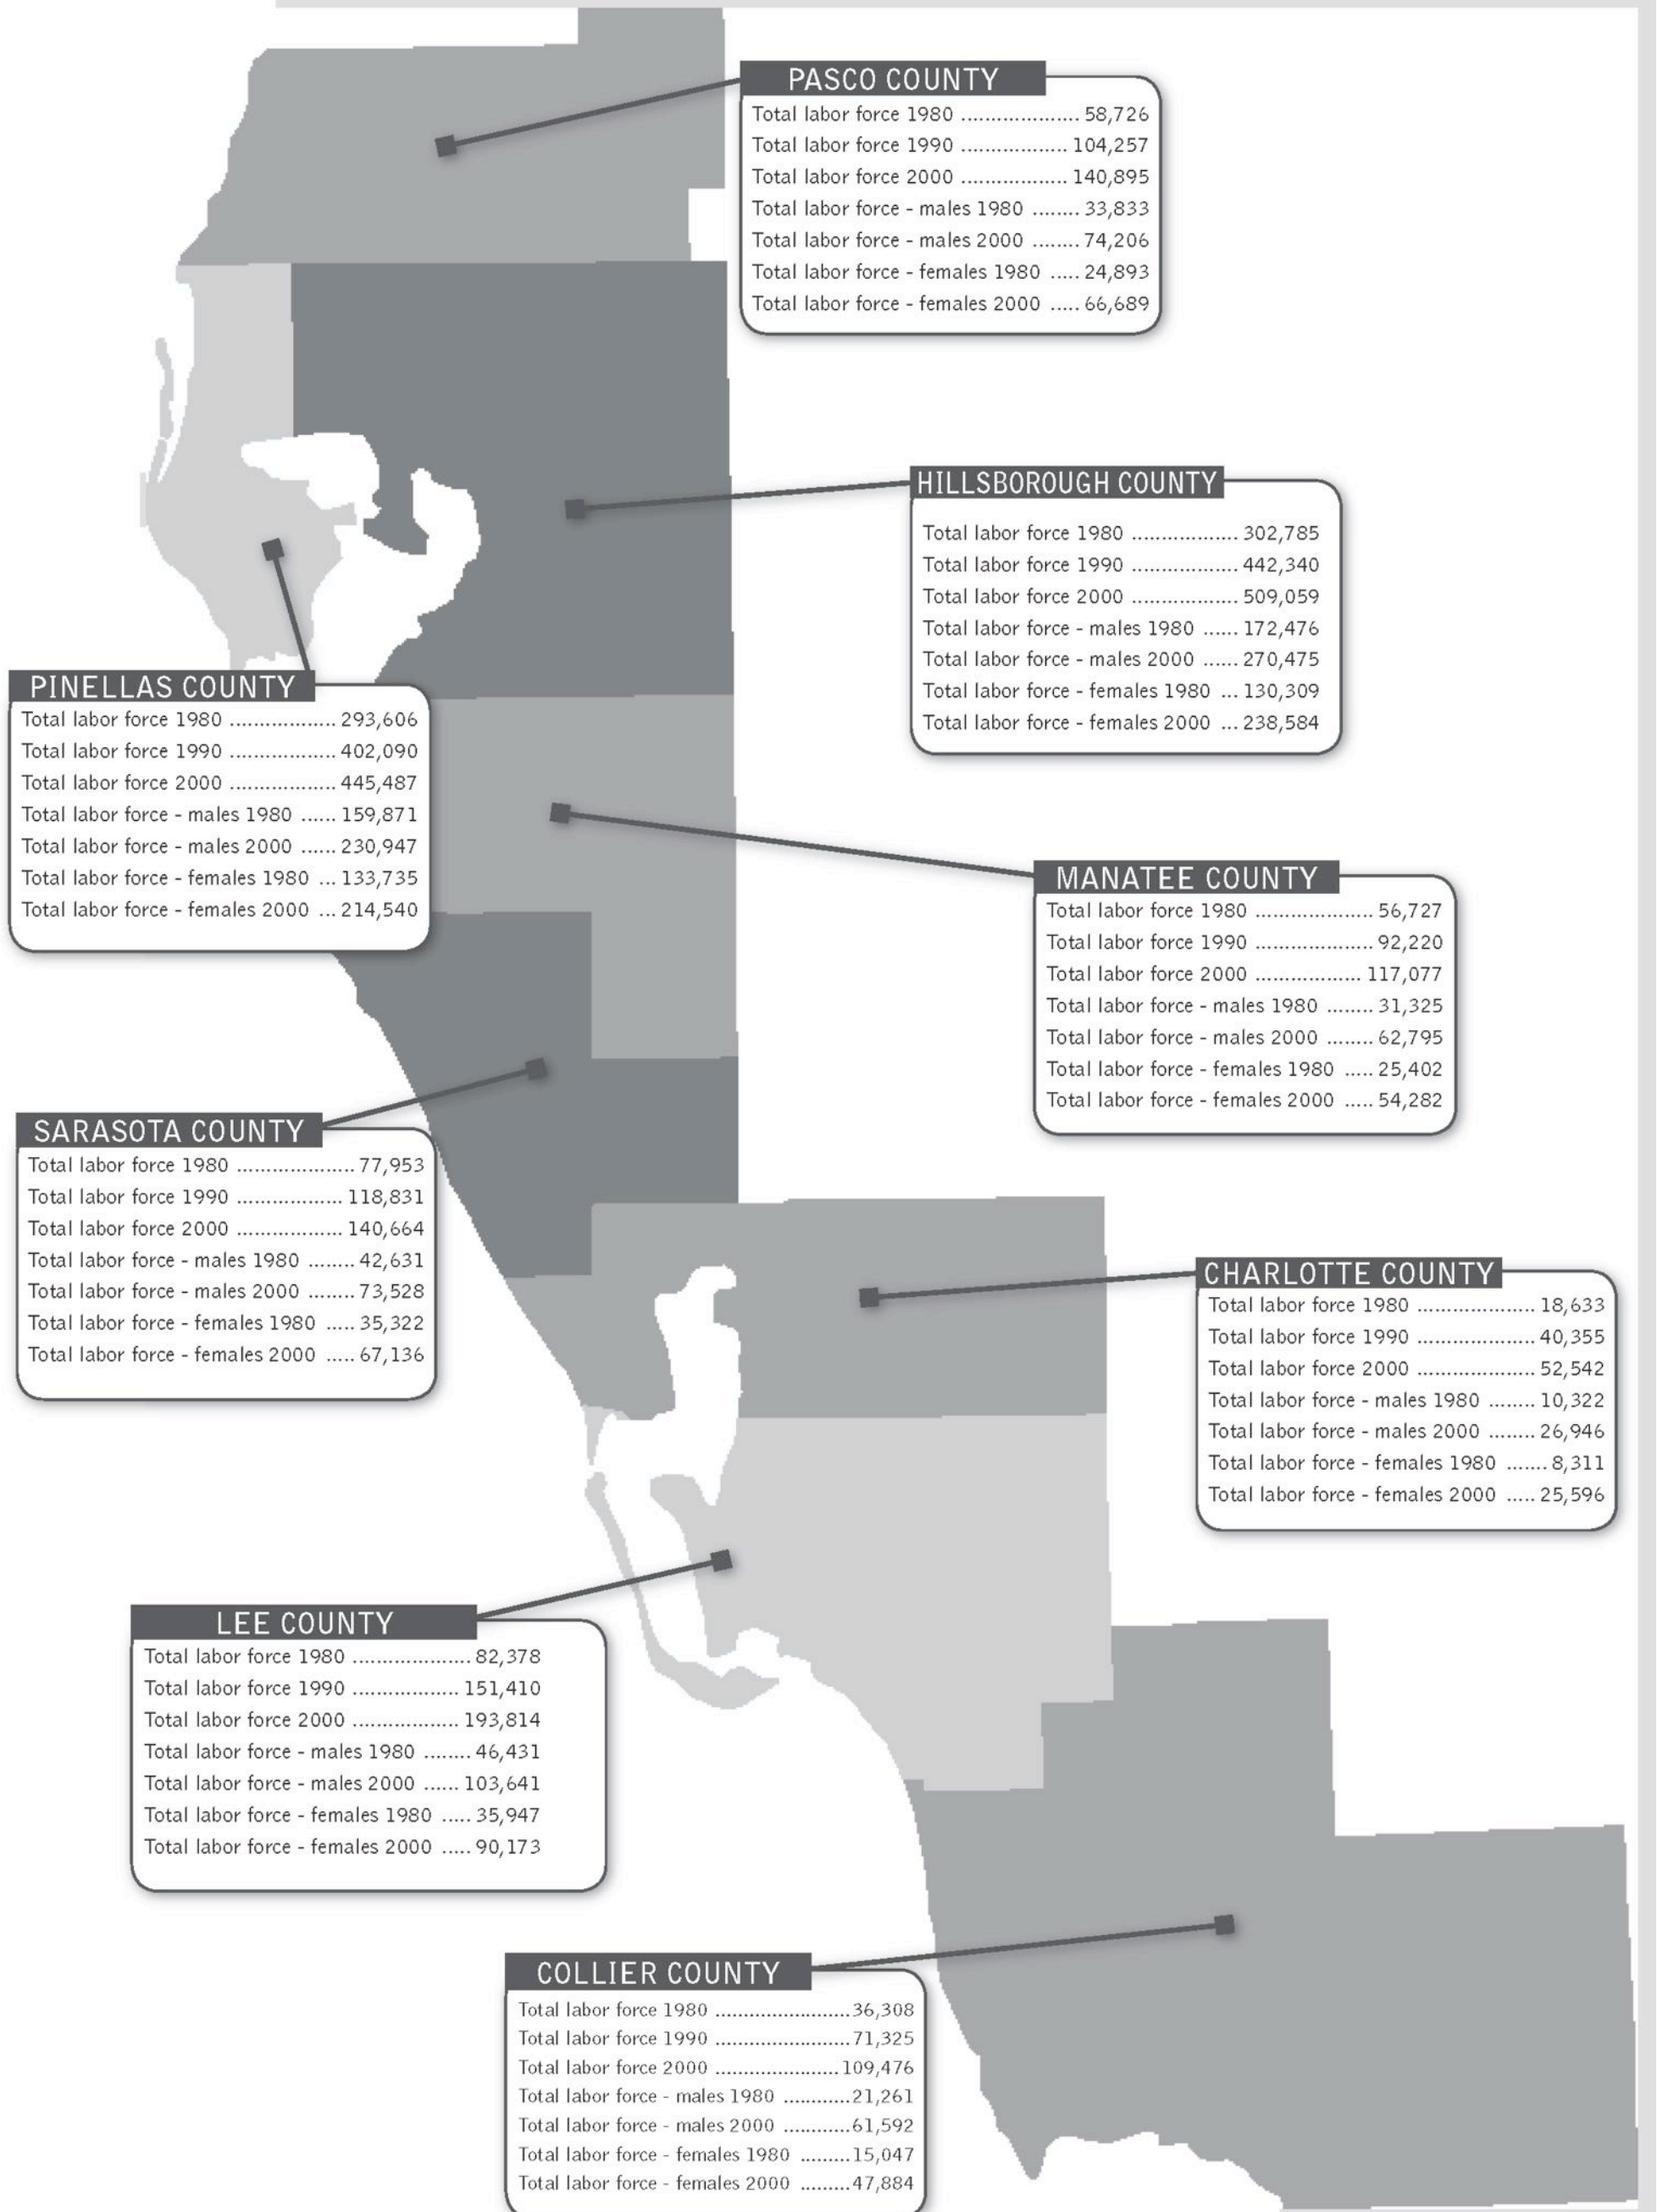 PASCO COUNTY
Total labor force 1980 .................... 58,726
Total labor force 1990 .................. 104,257
Total labor force 2000 .................. 140,895
Total labor force - males 1980 ........ 33,833
Total labor force - males 2000 ........ 74,206
Total labor force - females 1980 ..... 24,893
Total labor force - females 2000 ..... 66,689
HILLSBOROUGH COUNTY
Total labor force 1980 .................. 302,785
Total labor force 1990 .................. 442,340
Total labor force 2000 .................. 509,059
Total labor force - males 1980 ...... 172,476
Total labor force - males 2000 ...... 270,475
Total labor force - females 1980 ... 130,309
Total labor force - females 2000 ... 238,584
PINELLAS COUNTY
Total labor force 1980 .................. 293,606
Total labor force 1990 .................. 402,090
Total labor force 2000 .................. 445,487
Total labor force - males 1980 ...... 159,871
Total labor force - males 2000 ...... 230,947
Total labor force - females 1980 ... 133,735
Total labor force - females 2000 ... 214,540
MANATEE COUNTY
Total labor force 1980 .................... 56,727
Total labor force 1990 .................... 92,220
Total labor force 2000 .................. 117,077
Total labor force - males 1980 ........ 31,325
Total labor force - males 2000 ........ 62,795
Total labor force - females 1980 ..... 25,402
Total labor force - females 2000 ..... 54,282
SARASOTA COUNTY
Total labor force 1980 .................... 77,953
Total labor force 1990 .................. 118,831
Total labor force 2000 .................. 140,664
Total labor force - males 1980 ........ 42,631
Total labor force - males 2000 ........ 73,528
Total labor force - females 1980 ..... 35,322
Total labor force - females 2000 ..... 67,136
CHARLOTTE COUNTY
Total labor force 1980 .................... 18,633
Total labor force 1990 .................... 40,355
Total labor force 2000 .................... 52,542
Total labor force - males 1980 ........ 10,322
Total labor force - males 2000 ........ 26,946
Total labor force - females 1980 ....... 8,311
Total labor force - females 2000 ..... 25,596
LEE COUNTY
Total labor force 1980 .................... 82,378
Total labor force 1990 .................. 151,410
Total labor force 2000 .................. 193,814
Total labor force - males 1980 ........ 46,431
Total labor force - males 2000 ...... 103,641
Total labor force - females 1980 ..... 35,947
Total labor force - females 2000 ..... 90,173
COLLIER COUNTY
Total labor force 1980 .......................36,308
Total labor force 1990 .......................71,325
Total labor force 2000 .....................109,476
Total labor force - males 1980 ...........21,261
Total labor force - males 2000 ...........61,592
Total labor force - females 1980 .........15,047
Total labor force - females 2000 .........47,884